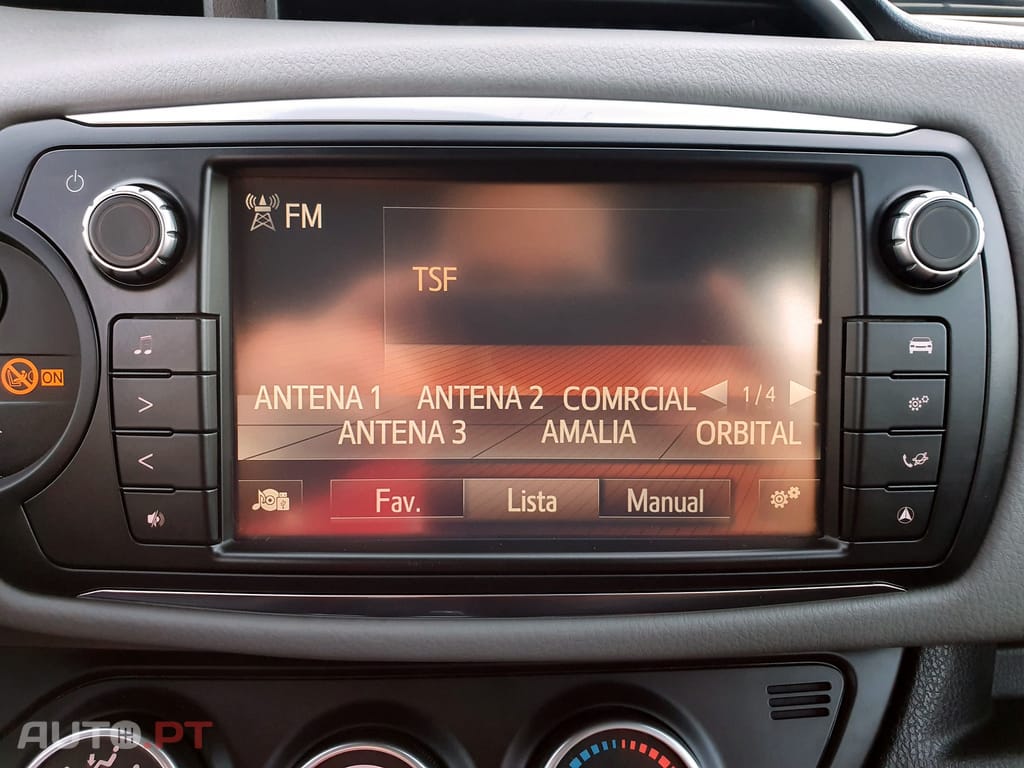 FM
TSF
ON
ANTENA 1 ANTENA 2 COMRCIAL 1/4
ANTENA 3 AMALIA ORBITAL
Fav. Lista Manual
AUTO.PT